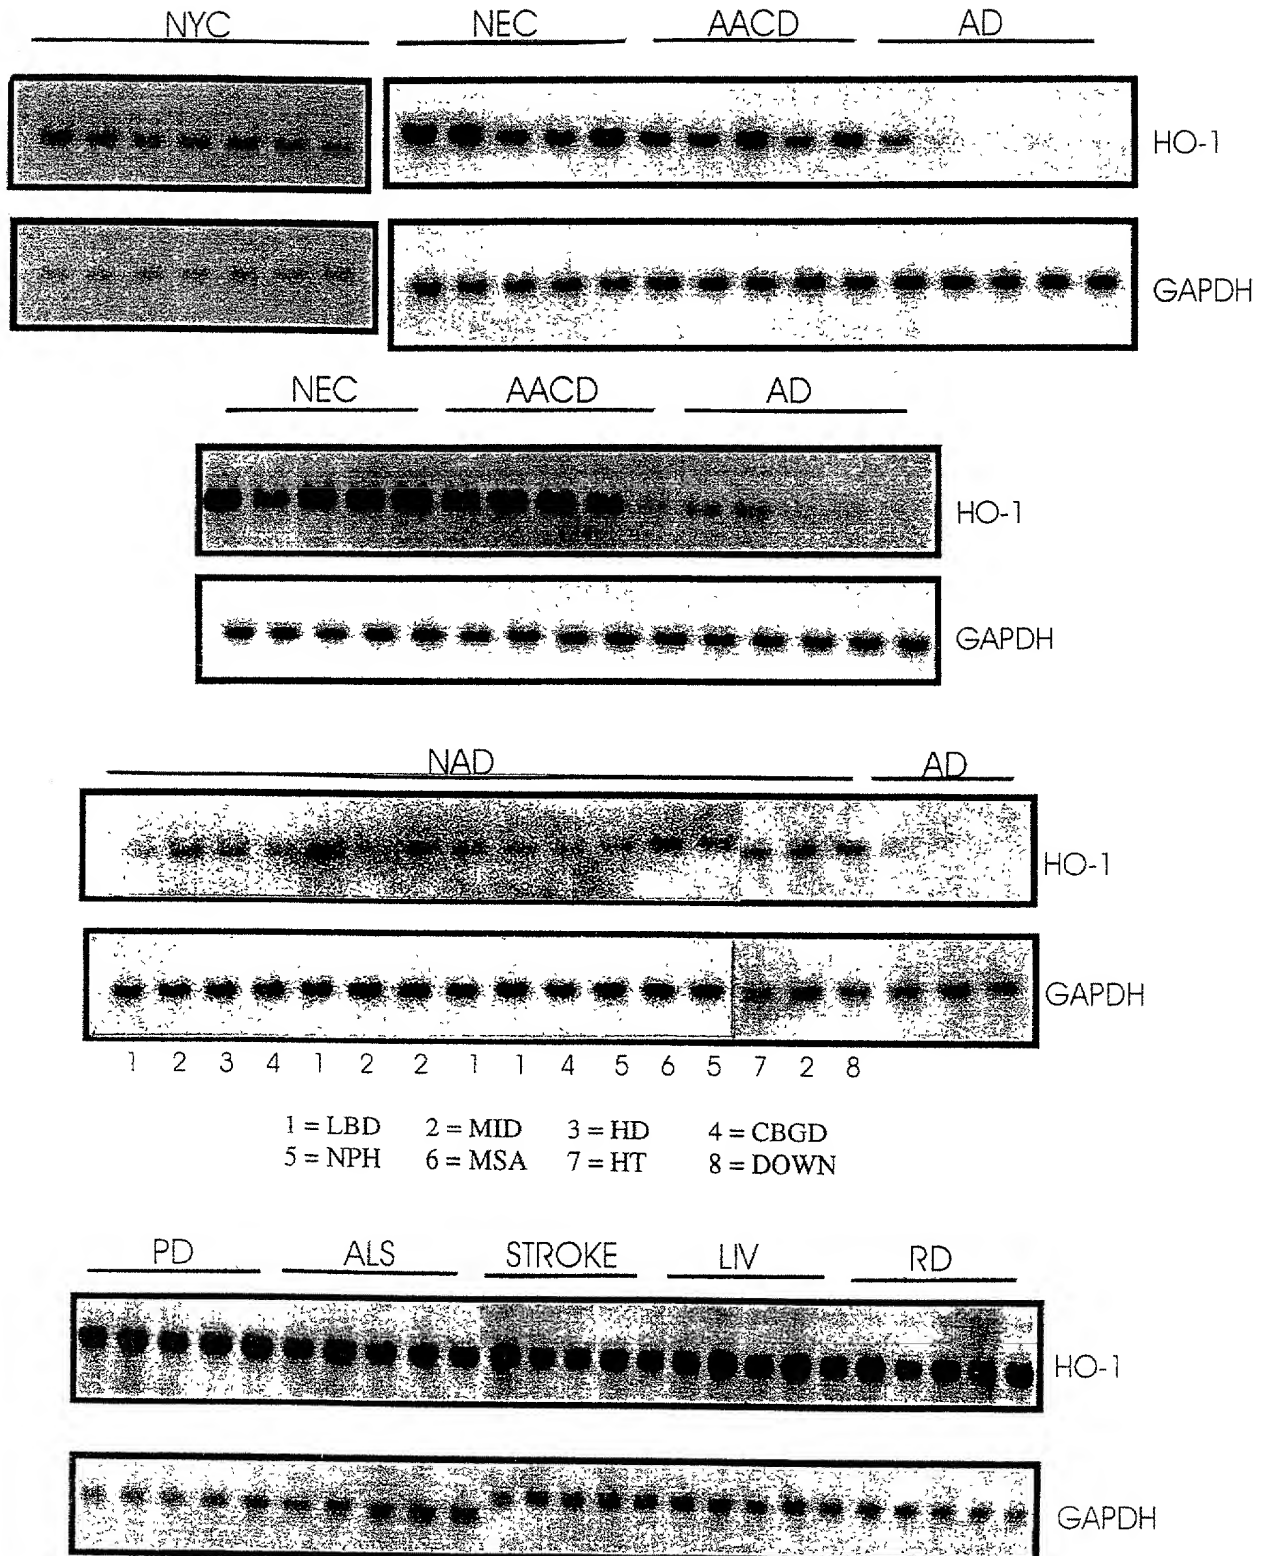 NYC NEC AACD AD
HO-1
GAPDH
NEC AACD AD
HO-1
GAPDH
NAD AD
HO-1
GAPDH
1 2 3 4 1 2 2 1 1 4 5 6 5 7 2 8
1 = LBD 2 = MID 3 = HD 4 = CBGD
5 = NPH 6 = MSA 7 = HT 8 = DOWN
PD ALS STROKE LIV RD
HO-1
GAPDH